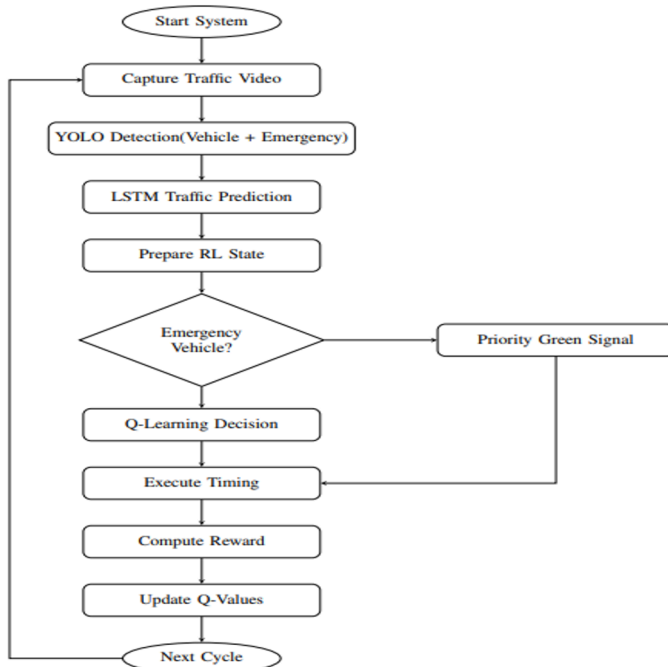 Start System
Capture Traffic Video
YOLO Detection(Vehicle + Emergency)
LSTM Traffic Prediction
Prepare RL State
Emergency
Vehicle?
Priority Green Signal
Q-Learning Decision
Execute Timing
Compute Reward
Update Q-Values
Next Cycle